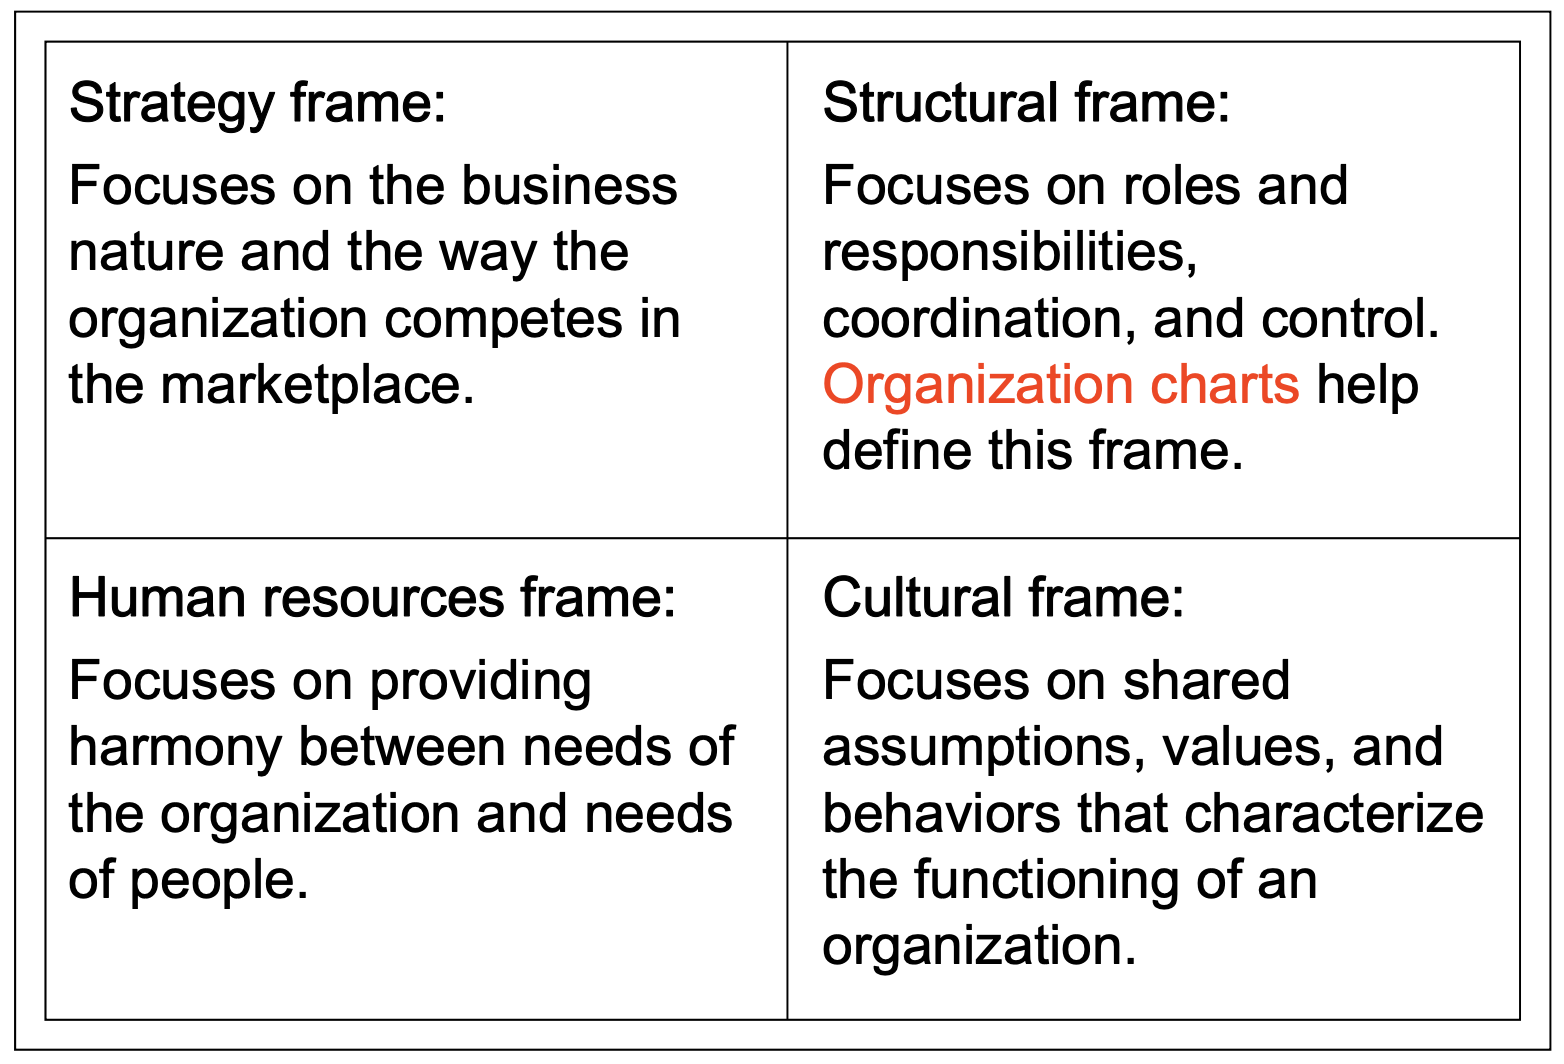 Strategy frame:
Focuses on the business
nature and the way the
organization competes in
the marketplace.
Structural frame:
Focuses on roles and
responsibilities,
coordination, and control.
Organization charts help
define this frame.
Human resources frame:
Focuses on providing
harmony between needs of
the organization and needs
of people.
Cultural frame:
Focuses on shared
assumptions, values, and
behaviors that characterize
the functioning of an
organization.